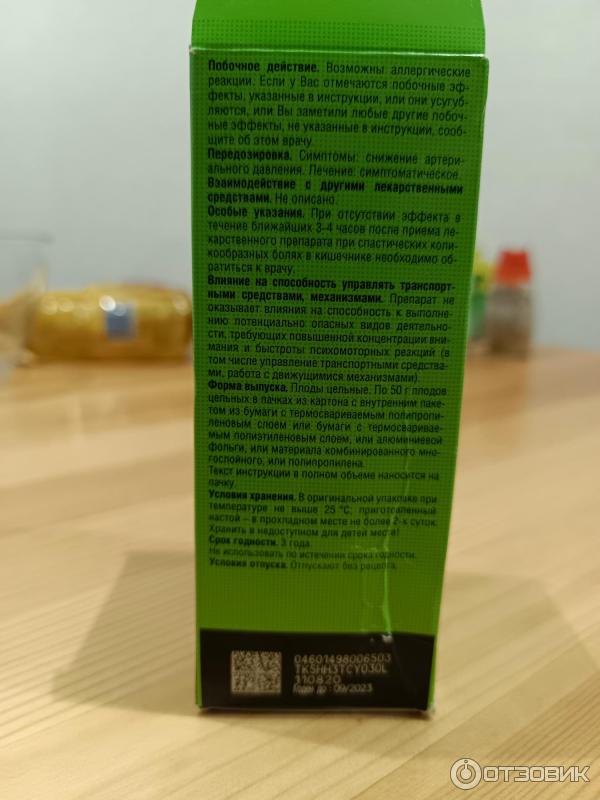 Побочное действие. Возможны аллергические
реакции. Если у Вас отмечаются побочные эф-
фекты, указанные в инструкции, или они усугуб-
ляются, или Вы заметили любые другие побоч-
ные эффекты, не указанные в инструкции, сооб-
щите об этом врачу.
Передозировка. Симптомы: снижение артери-
ального давления. Лечение: симптоматическое.
Взаимодействие с другими лекарственными
средствами. Не описано.
Особые указания. При отсутствии эффекта в
течение ближайших 3-4 часов после приема ле-
карственного препарата при спастических коли-
кообразных болях в кишечнике необходимо об-
ратиться к врачу.
Влияние на способность управлять транспорт-
ными средствами, механизмами. Препарат не
оказывает влияния на способность к выполне-
нию потенциально опасных видов деятельно-
сти, требующих повышенной концентрации вни-
мания и быстроты психомоторных реакций (в
том числе управление транспортными средства-
ми, работа с движущимися механизмами).
Форма выпуска. Плоды цельные. По 50 г плодов
цельных в пачках из картона с внутренним паке-
том из бумаги с термосвариваемым полипропи-
леновым слоем или бумаги с термосваривае-
мым полиэтиленовым слоем, или алюминиевой
фольги, или материала комбинированного мно-
гослойного, или полипропилена.
Текст инструкции в полном объеме наносится на
пачку.
Условия хранения. В оригинальной упаковке при
температуре не выше 25 °С; приготовленный
настой – в прохладном месте не более 2-х суток.
Хранить в недоступном для детей месте!
Срок годности. 3 года.
Не использовать по истечении срока годности.
Условия отпуска. Отпускают без рецепта.
04601498006503
TK5HH3TCY030L
110820
Годен до: 09/2023
ОТЗОВИК